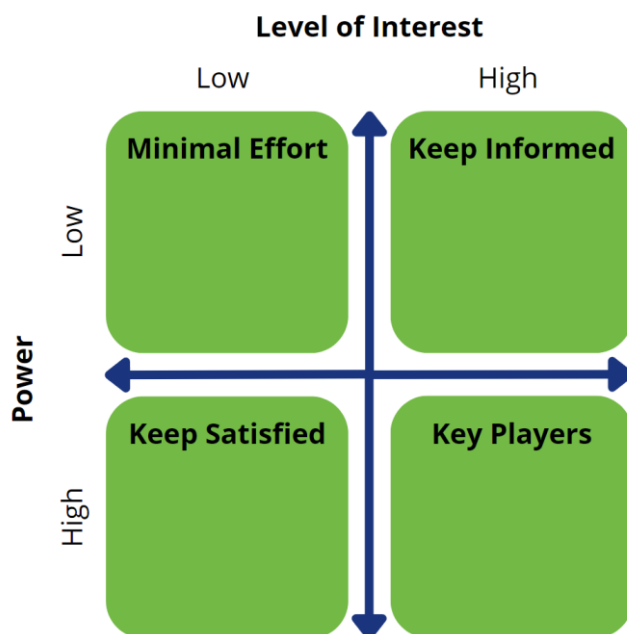 Level of Interest
Low
High
Minimal Effort
Keep Informed
Low
Power
Keep Satisfied
Key Players
High